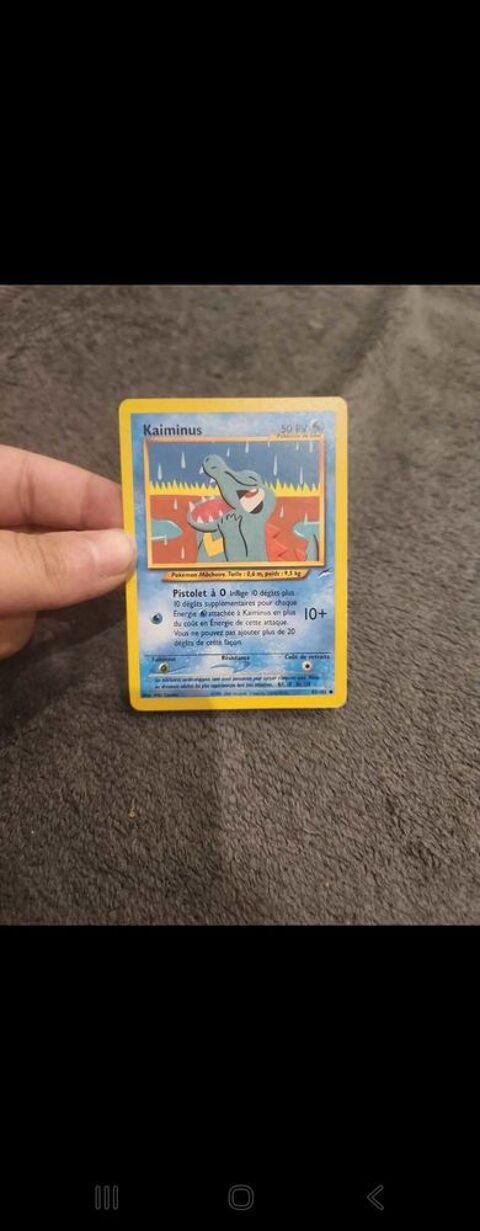 Kaiminus
50 PV
Pokémon Mâchoire. Taille : 0,6 m, poids : 9,5 kg
Pistolet à O Inflige 10 dégâts plus
10 dégâts supplémentaires pour chaque
Energie attachée à Kaiminus en plus
du coût en Énergie de cette attaque.
Vous ne pouvez pas ajouter plus de 20
dégâts de cette façon.
10+
Faiblesse
Résistance
Coût de retraite